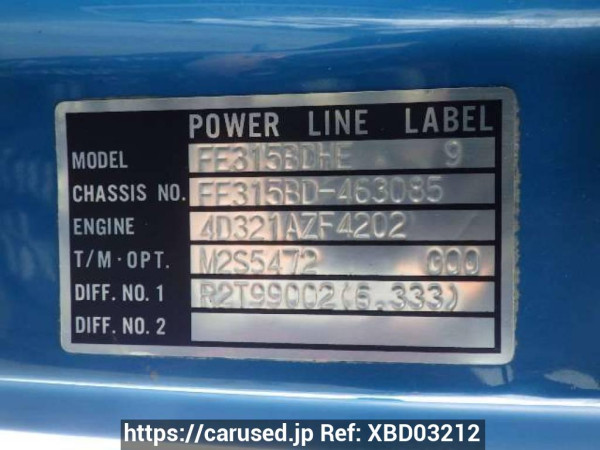 POWER LINE LABEL
MODEL FE315BDHE 9
CHASSIS NO. FE315BD-463085
ENGINE 4D321AZF4202
T/M·OPT. M2S5472 000
DIFF. NO. 1 R2T99002(6.333)
DIFF. NO. 2
https://carused.jp Ref: XBD03212